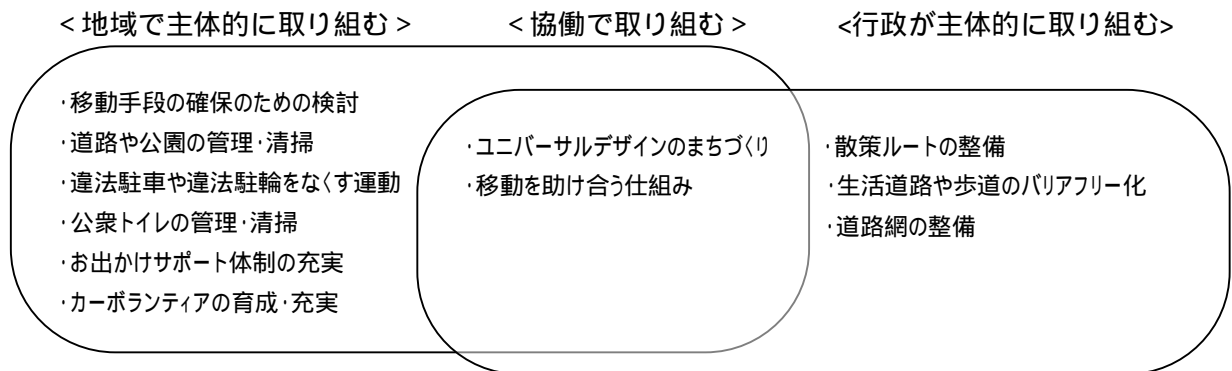 <地域で主体的に取り組む>
<協働で取り組む>
<行政が主体的に取り組む>
・移動手段の確保のための検討
・道路や公園の管理・清掃
・違法駐車や違法駐輪をなくす運動
・公衆トイレの管理・清掃
・お出かけサポート体制の充実
・カーボランティアの育成・充実
・ユニバーサルデザインのまちづくり
・移動を助け合う仕組み
・散策ルートの整備
・生活道路や歩道のバリアフリー化
・道路網の整備